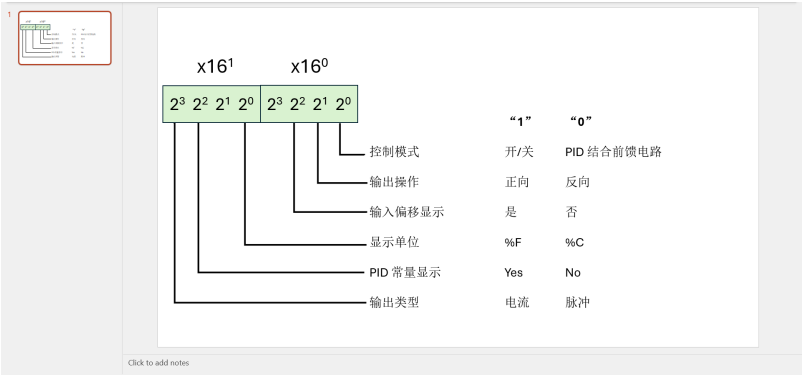 1
x16¹ x16⁰
2³ 2² 2¹ 2⁰ 2³ 2² 2¹ 2⁰
“1” “0”
控制模式 开/关 PID 结合前馈电路
输出操作 正向 反向
输入偏移显示 是 否
显示单位 %F %C
PID 常量显示 Yes No
输出类型 电流 脉冲
Click to add notes